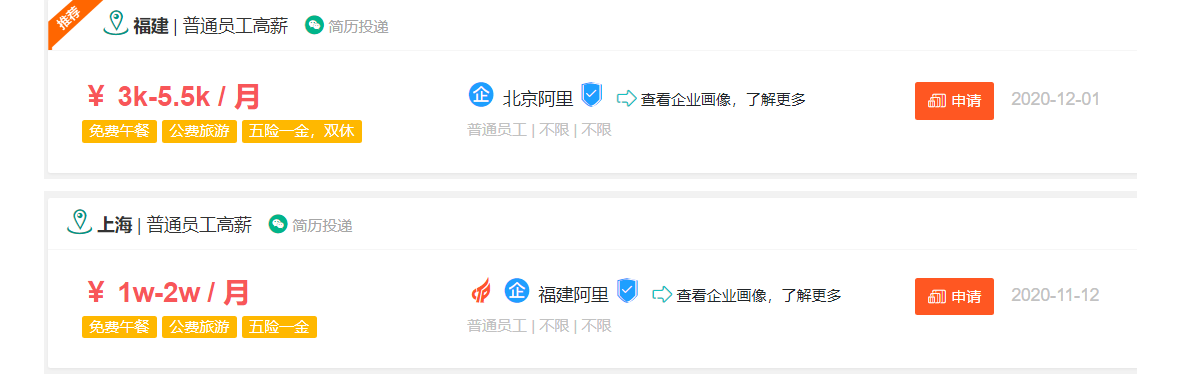 推荐
福建 | 普通员工高薪 简历投递
￥ 3k-5.5k / 月
免费午餐 公费旅游 五险一金，双休
企 北京阿里 查看企业画像，了解更多
普通员工 | 不限 | 不限
申请 2020-12-01
上海 | 普通员工高薪 简历投递
￥ 1w-2w / 月
免费午餐 公费旅游 五险一金
企 福建阿里 查看企业画像，了解更多
普通员工 | 不限 | 不限
申请 2020-11-12